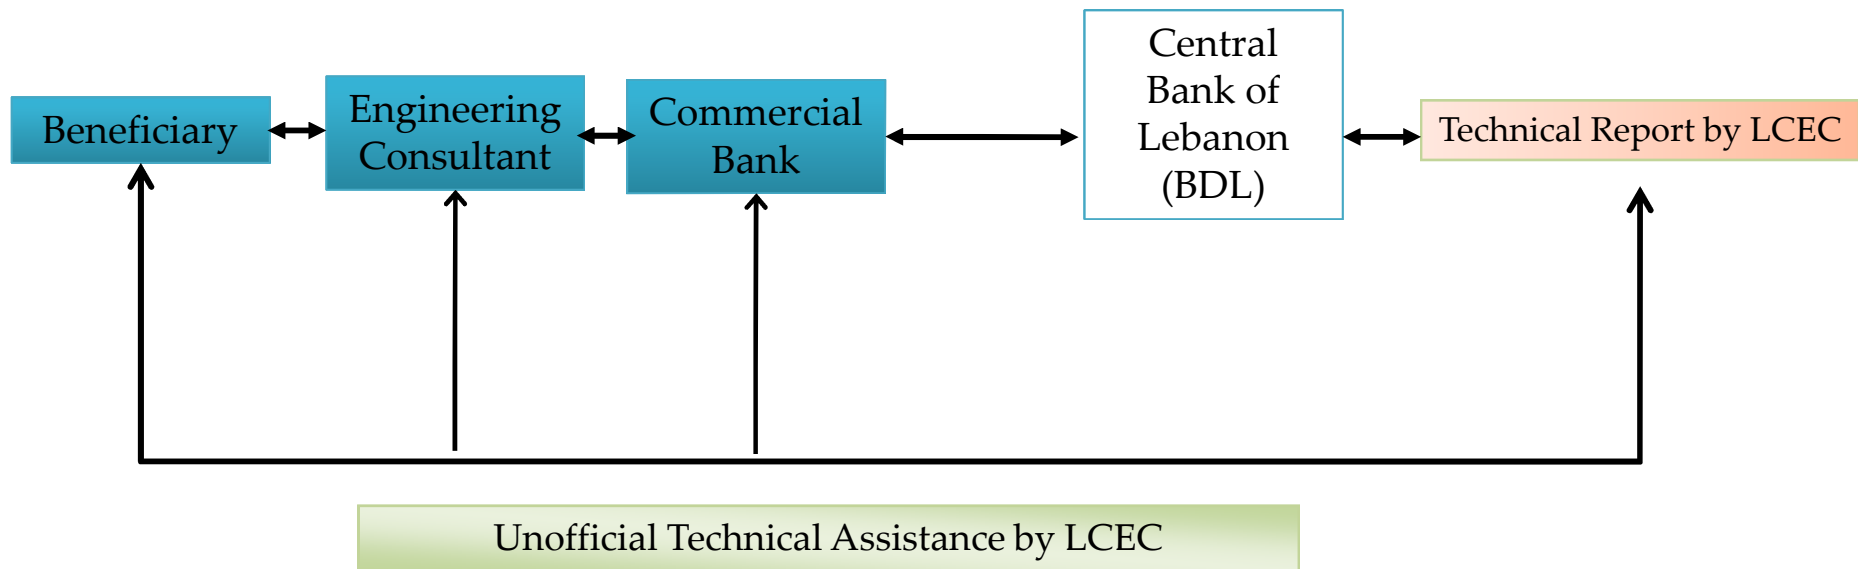 Beneficiary
Engineering
Consultant
Commercial
Bank
Central
Bank of
Lebanon
(BDL)
Technical Report by LCEC
Unofficial Technical Assistance by LCEC